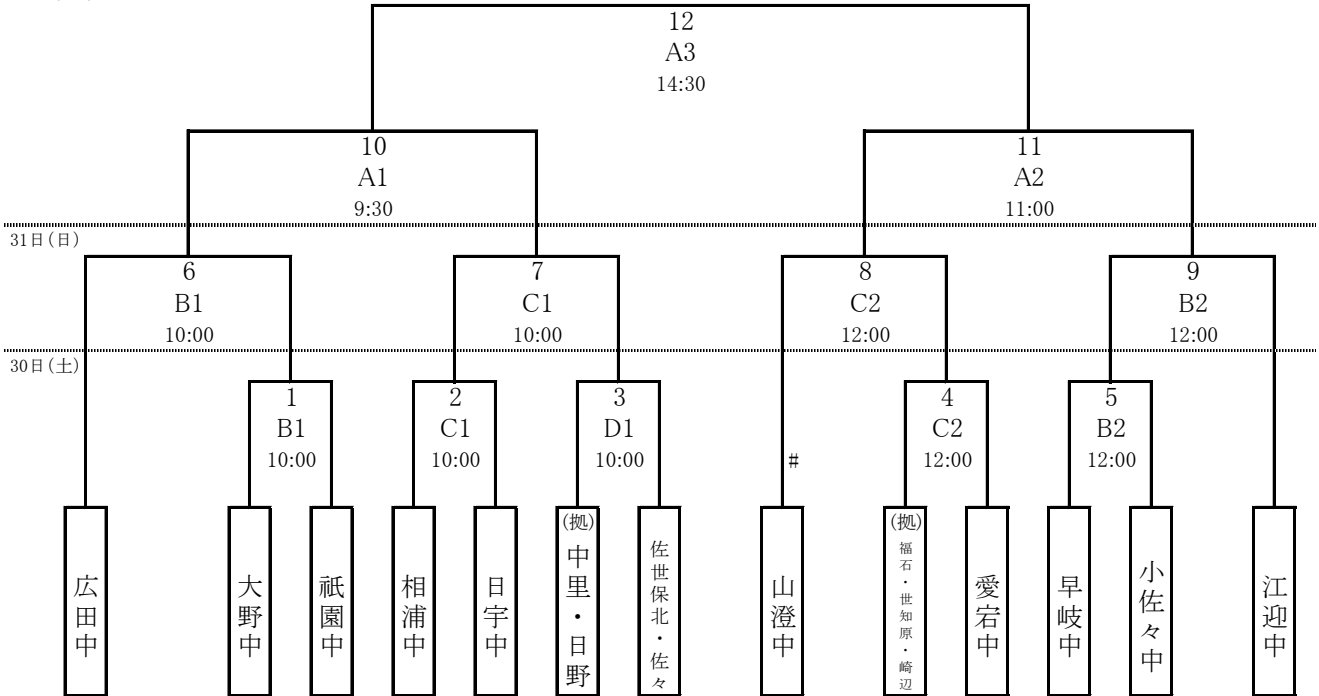 12
A3
14:30
10
A1
9:30
11
A2
11:00
31日(日)
6
B1
10:00
7
C1
10:00
8
C2
12:00
9
B2
12:00
30日(土)
1
B1
10:00
2
C1
10:00
3
D1
10:00
#
4
C2
12:00
5
B2
12:00
広田中
大野中
祇園中
相浦中
日宇中
(拠)
中里・日野
佐世保北・佐々
山澄中
(拠)
福石・世知原・崎辺
愛宕中
早岐中
小佐々中
江迎中